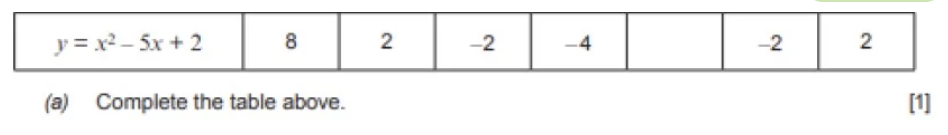 y = x² – 5x + 2 8 2 –2 –4 –2 2
(a) Complete the table above. [1]